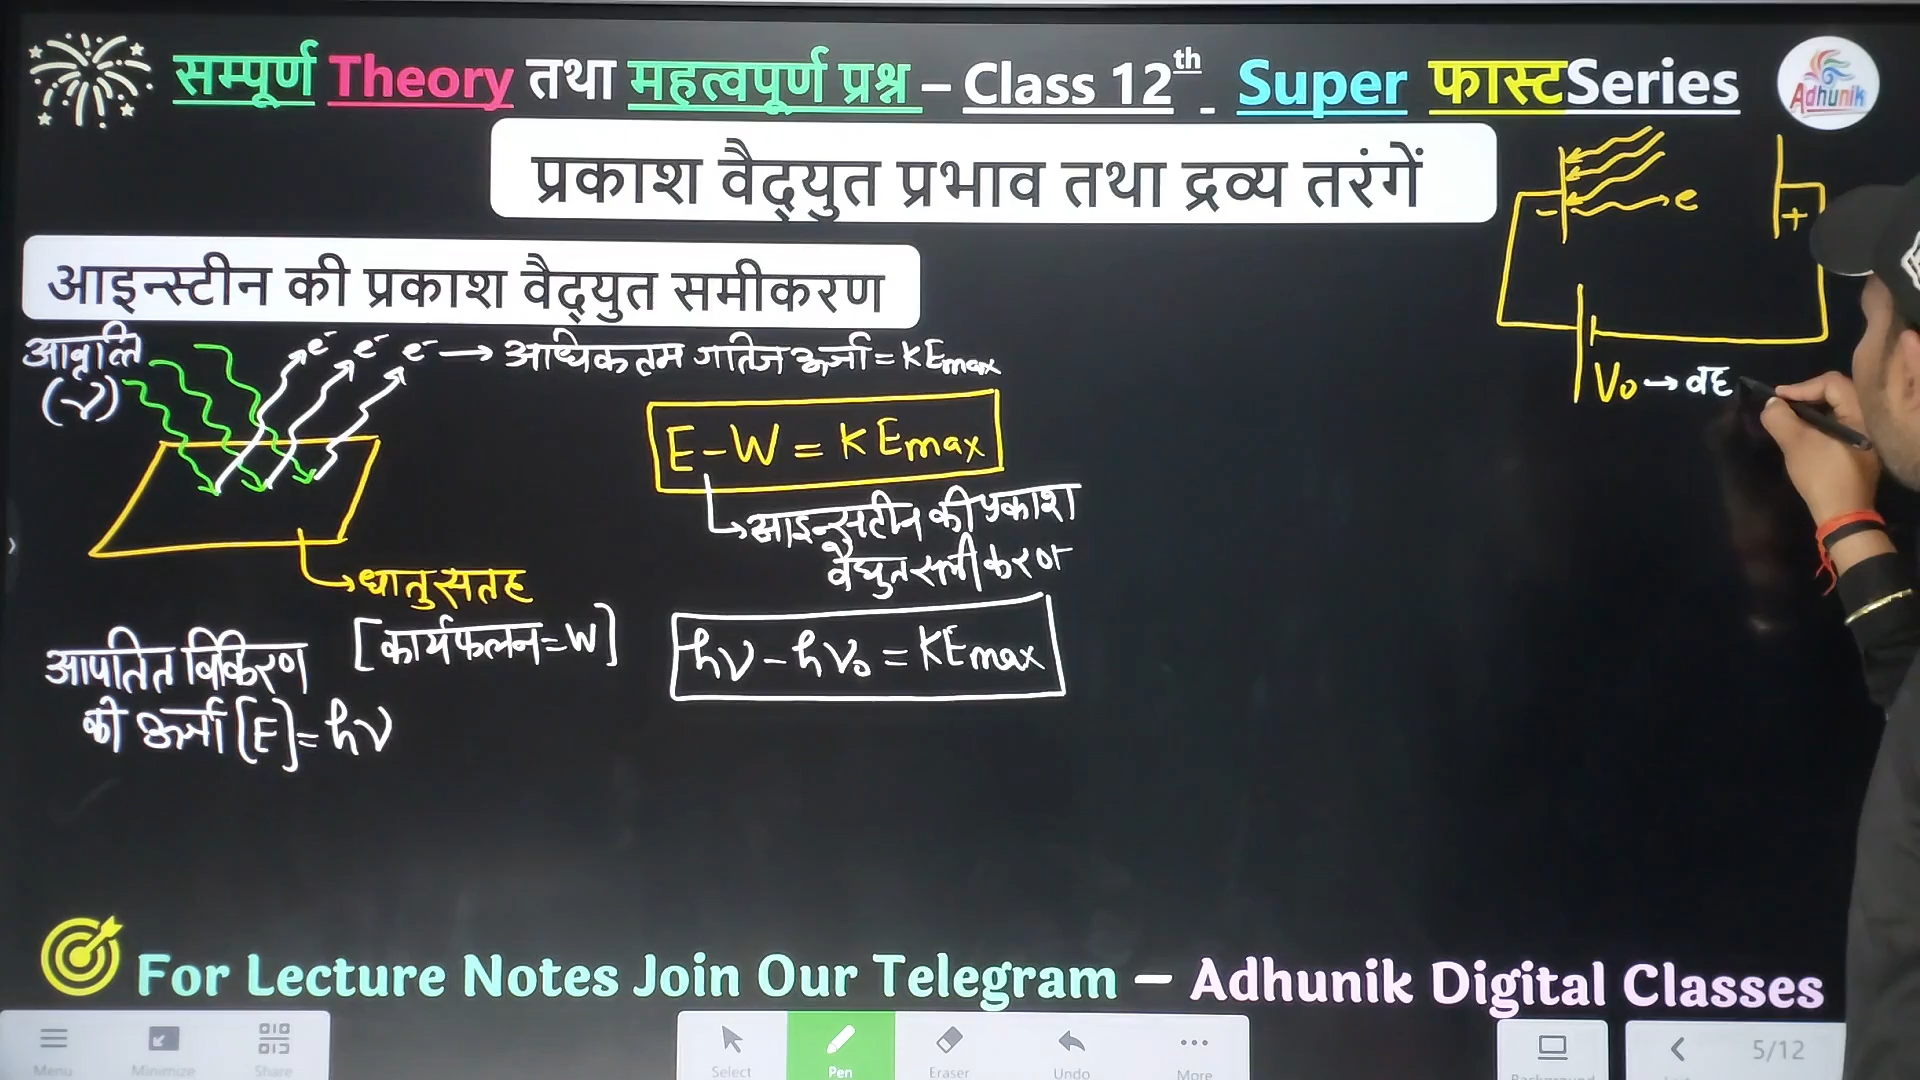 सम्पूर्ण Theory तथा महत्वपूर्ण प्रश्न – Class 12th - Super फास्ट Series
Adhunik
प्रकाश वैद्युत प्रभाव तथा द्रव्य तरंगें
आइन्स्टीन की प्रकाश वैद्युत समीकरण
आवृत्ति
(ν)
e⁻ e⁻ e⁻ → अधिकतम गतिज ऊर्जा = KEmax
E – W = KEmax
आइन्सटीन की प्रकाश
वैद्युत समीकरण
धातु सतह
[कार्यफलन = W]
hν – hν₀ = KEmax
आपतित विकिरण
की ऊर्जा [E] = hν
e
- +
V₀ → वह
For Lecture Notes Join Our Telegram – Adhunik Digital Classes
Menu Minimize Share Select Pen Eraser Undo More Background 5/12